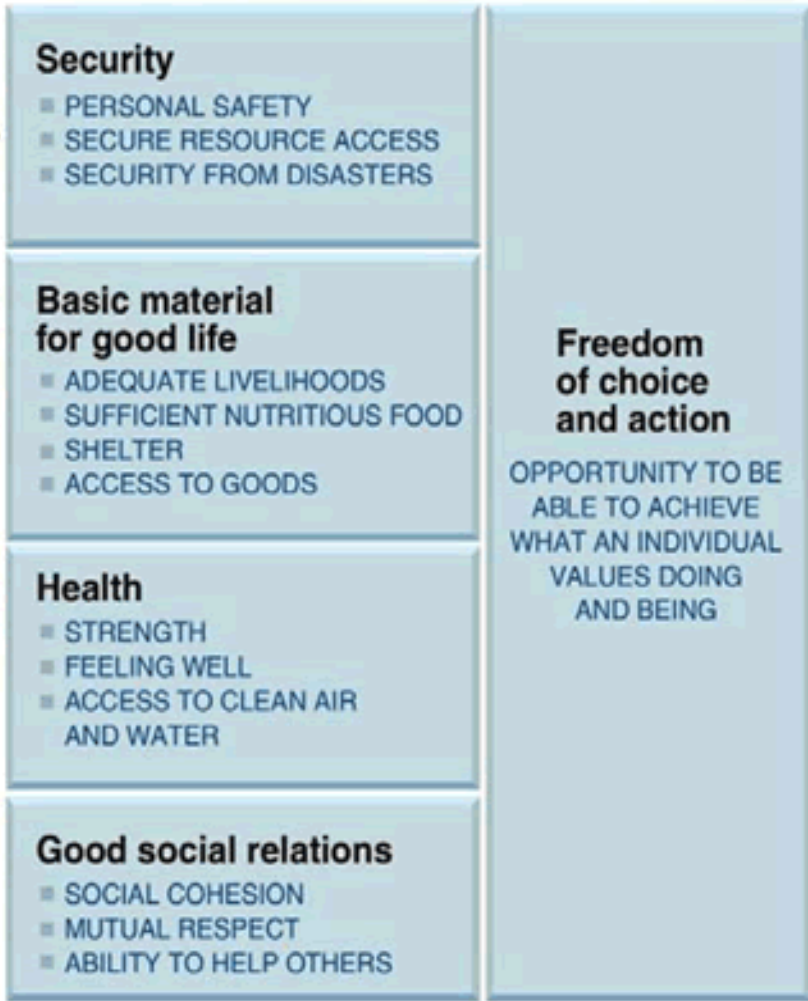 Security
PERSONAL SAFETY
SECURE RESOURCE ACCESS
SECURITY FROM DISASTERS
Basic material
for good life
ADEQUATE LIVELIHOODS
SUFFICIENT NUTRITIOUS FOOD
SHELTER
ACCESS TO GOODS
Health
STRENGTH
FEELING WELL
ACCESS TO CLEAN AIR
AND WATER
Good social relations
SOCIAL COHESION
MUTUAL RESPECT
ABILITY TO HELP OTHERS
Freedom
of choice
and action
OPPORTUNITY TO BE
ABLE TO ACHIEVE
WHAT AN INDIVIDUAL
VALUES DOING
AND BEING